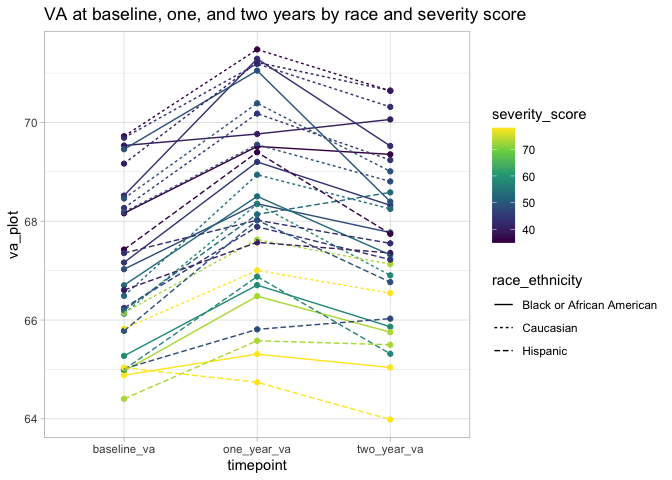 VA at baseline, one, and two years by race and severity score
va_plot
70
68
66
64
baseline_va
one_year_va
two_year_va
timepoint
severity_score
70
60
50
40
race_ethnicity
Black or African American
Caucasian
Hispanic